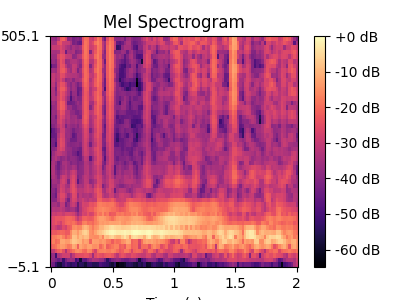 Mel Spectrogram
505.1
−5.1
0
0.5
1
1.5
2
+0 dB
-10 dB
-20 dB
-30 dB
-40 dB
-50 dB
-60 dB